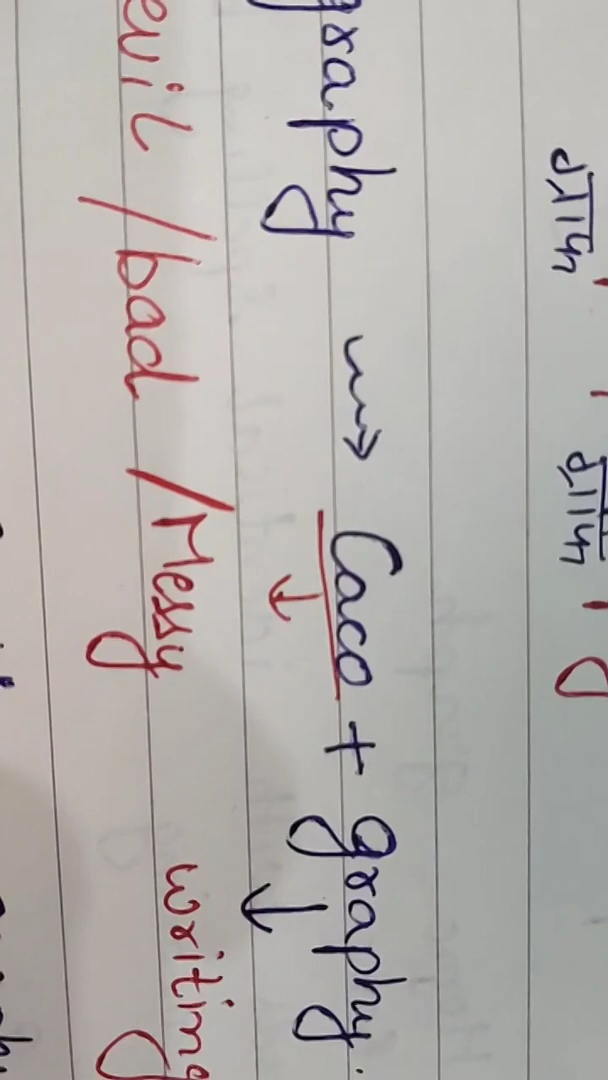 graphy → Caco + graphy.
↓ ↓
evil / bad / Messy writing